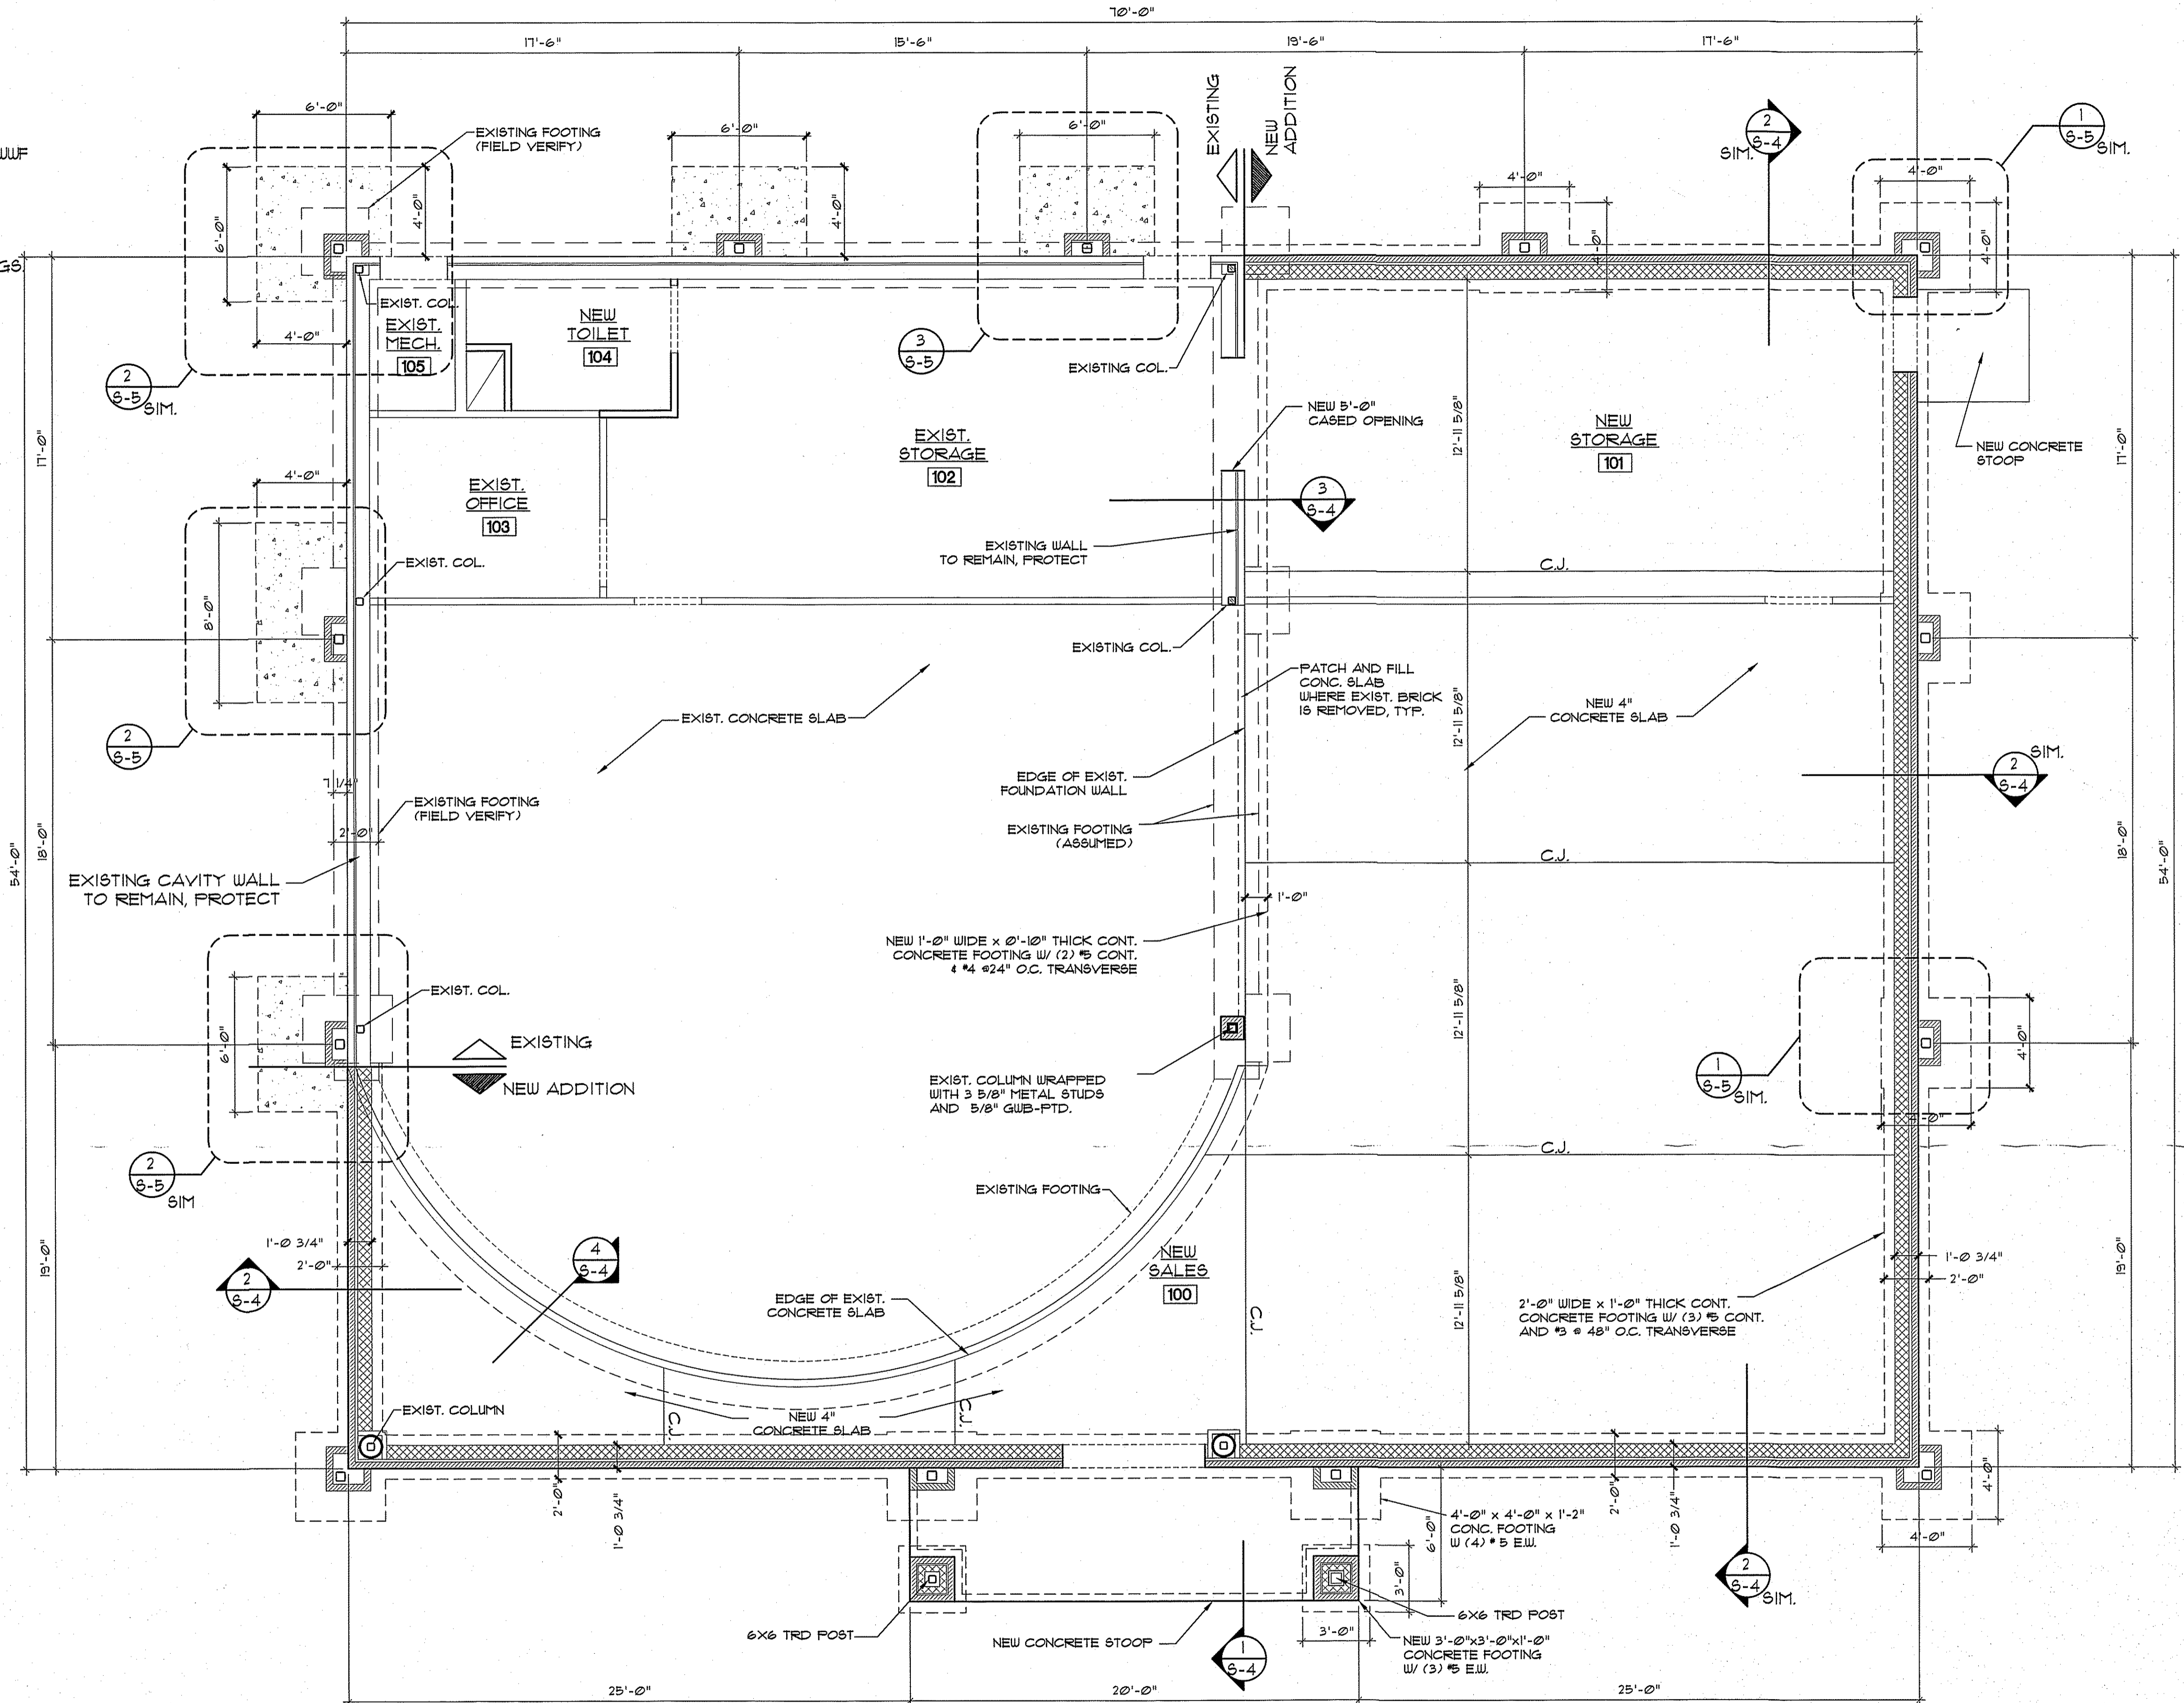 70'-0"
17'-6"
15'-6"
19'-6"
17'-6"
WWF
GS.
6'-0"
EXISTING FOOTING
(FIELD VERIFY)
6'-0"
6'-0"
EXISTING
NEW
ADDITION
2
S-4
SIM.
1
S-5
SIM.
4'-0"
4'-0"
6'-0"
4'-0"
4'-0"
4'-0"
4'-0"
4'-0"
EXIST. COL.
EXIST.
MECH.
105
NEW
TOILET
104
2
S-5
SIM.
3
S-5
EXISTING COL.
NEW 5'-0"
CASED OPENING
EXIST.
STORAGE
102
NEW
STORAGE
101
12'-11 5/8"
NEW CONCRETE
STOOP
17'-0"
17'-0"
4'-0"
EXIST.
OFFICE
103
3
S-4
EXISTING WALL
TO REMAIN, PROTECT
EXIST. COL.
C.J.
8'-0"
EXISTING COL.
PATCH AND FILL
CONC. SLAB
WHERE EXIST. BRICK
IS REMOVED, TYP.
EXIST. CONCRETE SLAB
NEW 4"
CONCRETE SLAB
12'-11 5/8"
2
S-5
SIM.
2
S-4
7 1/4"
EDGE OF EXIST.
FOUNDATION WALL
EXISTING FOOTING
(FIELD VERIFY)
2'-0"
EXISTING FOOTING
(ASSUMED)
54'-0"
18'-0"
18'-0"
54'-0"
C.J.
EXISTING CAVITY WALL
TO REMAIN, PROTECT
1'-0"
NEW 1'-0" WIDE x 0'-10" THICK CONT.
CONCRETE FOOTING W/ (2) #5 CONT.
& #4 @24" O.C. TRANSVERSE
EXIST. COL.
12'-11 5/8"
6'-0"
EXISTING
NEW ADDITION
EXIST. COLUMN WRAPPED
WITH 3 5/8" METAL STUDS
AND 5/8" GWB-PTD.
1
S-5
SIM.
4'-0"
4'-0"
C.J.
2
S-5
SIM
EXISTING FOOTING
19'-0"
1'-0 3/4"
2'-0"
4
S-4
NEW
SALES
100
1'-0 3/4"
2'-0"
19'-0"
2
S-4
EDGE OF EXIST.
CONCRETE SLAB
C.J.
12'-11 5/8"
2'-0" WIDE x 1'-0" THICK CONT.
CONCRETE FOOTING W/ (3) #5 CONT.
AND #3 @ 48" O.C. TRANSVERSE
EXIST. COLUMN
C.J.
NEW 4"
CONCRETE SLAB
C.J.
2'-0"
1'-0 3/4"
4'-0" x 4'-0" x 1'-2"
CONC. FOOTING
W (4) # 5 E.W.
6'-0"
3'-0"
2'-0"
1'-0 3/4"
4'-0"
4'-0"
2
S-4
SIM.
6X6 TRD POST
NEW CONCRETE STOOP
1
S-4
3'-0"
6X6 TRD POST
NEW 3'-0"x3'-0"x1'-0"
CONCRETE FOOTING
W/ (3) #5 E.W.
25'-0"
20'-0"
25'-0"